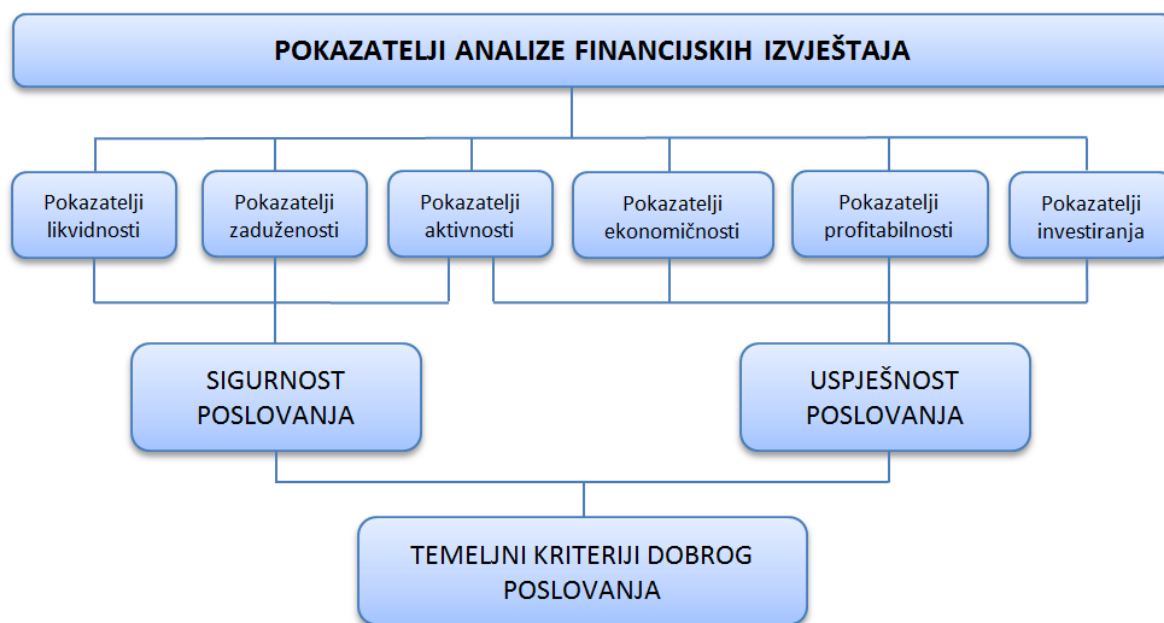 POKAZATELJI ANALIZE FINANCIJSKIH IZVJEŠTAJA
Pokazatelji
likvidnosti
Pokazatelji
zaduženosti
Pokazatelji
aktivnosti
Pokazatelji
ekonomičnosti
Pokazatelji
profitabilnosti
Pokazatelji
investiranja
SIGURNOST
POSLOVANJA
USPJEŠNOST
POSLOVANJA
TEMELJNI KRITERIJI DOBROG
POSLOVANJA